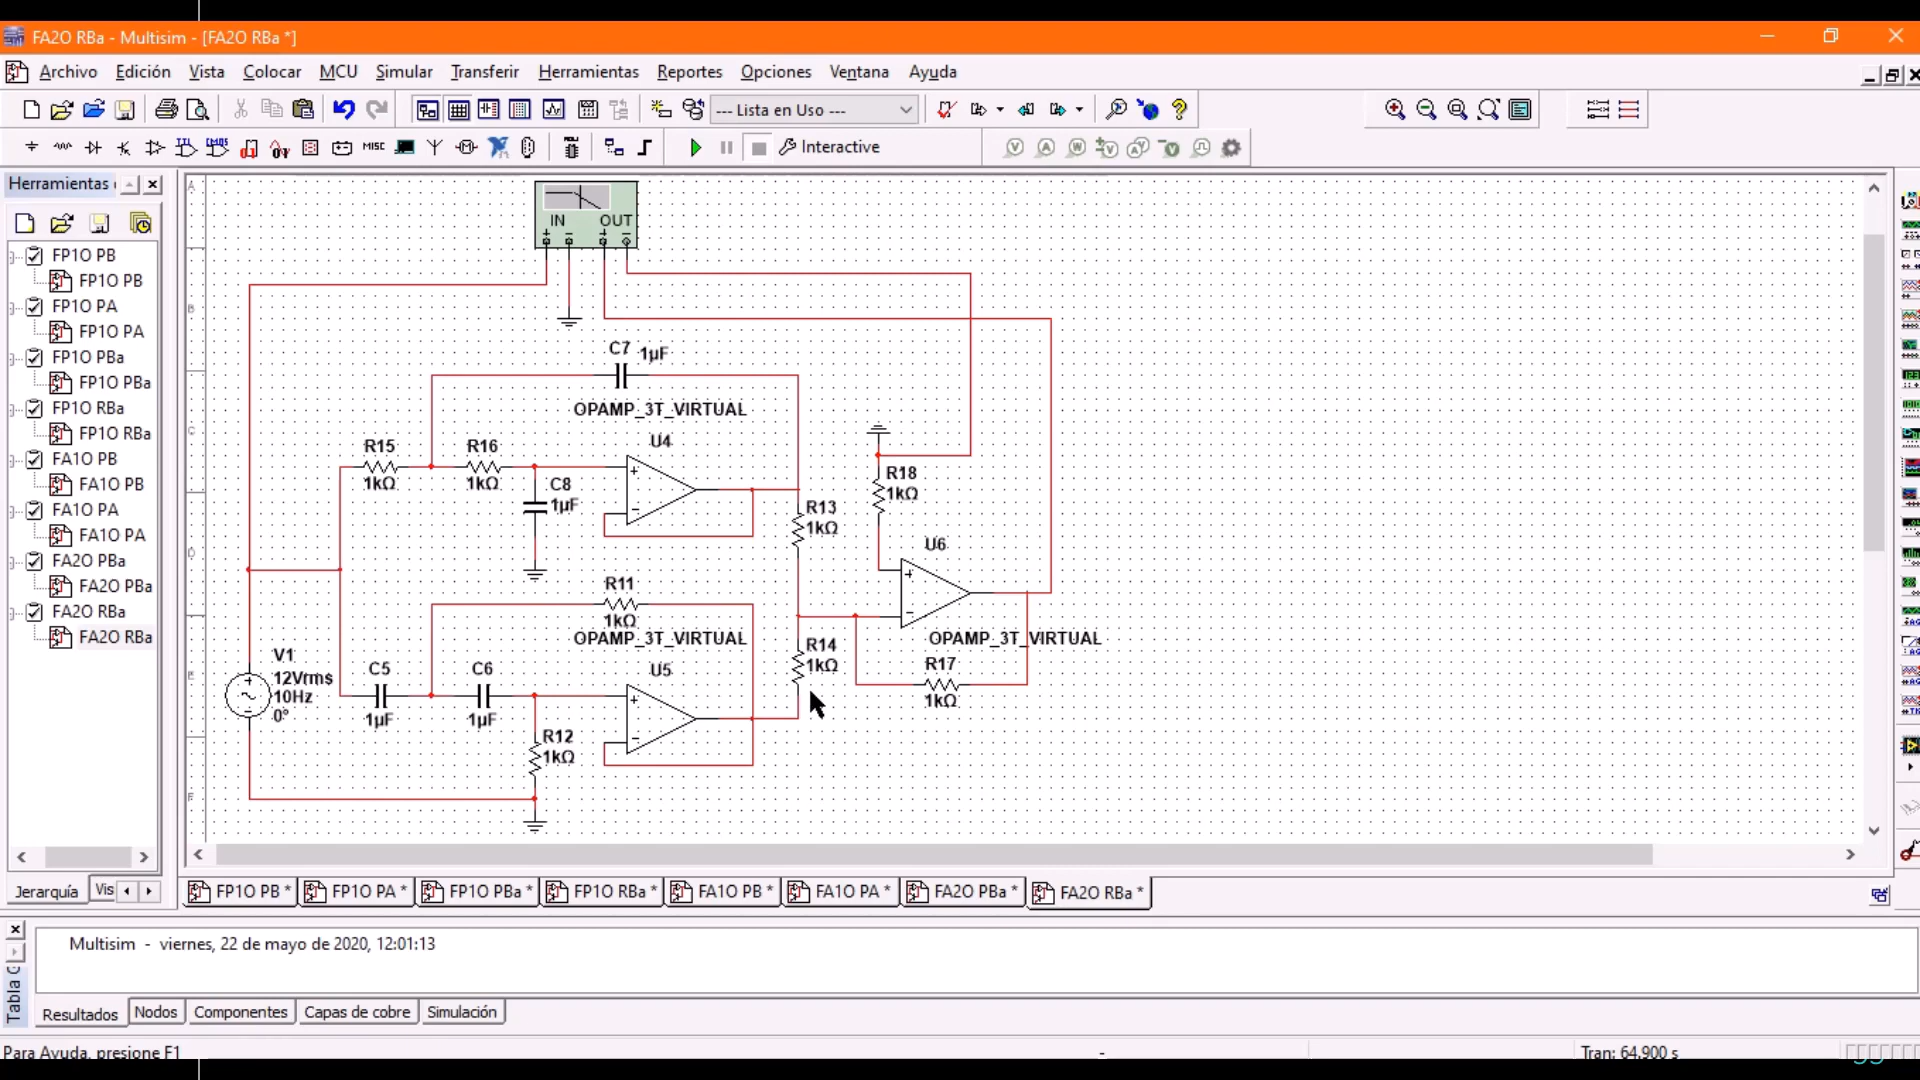 FA2O RBa - Multisim - [FA2O RBa *]
Archivo Edición Vista Colocar MCU Simular Transferir Herramientas Reportes Opciones Ventana Ayuda
--- Lista en Uso ---
MISC Interactive
Herramientas
FP1O PB
FP1O PB
FP1O PA
FP1O PA
FP1O PBa
FP1O PBa
FP1O RBa
FP1O RBa
FA1O PB
FA1O PB
FA1O PA
FA1O PA
FA2O PBa
FA2O PBa
FA2O RBa
FA2O RBa
Jerarquía Vis
A
B
C
D
E
F
IN OUT
+ - + -
C7 1µF
OPAMP_3T_VIRTUAL
U4
R15
1kΩ
R16
1kΩ
C8
1µF
R13
1kΩ
R18
1kΩ
U6
OPAMP_3T_VIRTUAL
R11
1kΩ
OPAMP_3T_VIRTUAL
U5
R14
1kΩ
R17
1kΩ
V1
12Vrms
10Hz
0°
C5
1µF
C6
1µF
R12
1kΩ
FP1O PB * FP1O PA * FP1O PBa * FP1O RBa * FA1O PB * FA1O PA * FA2O PBa * FA2O RBa *
Multisim - viernes, 22 de mayo de 2020, 12:01:13
Resultados Nodos Componentes Capas de cobre Simulación
Para Ayuda, presione F1
- Tran: 64.900 s